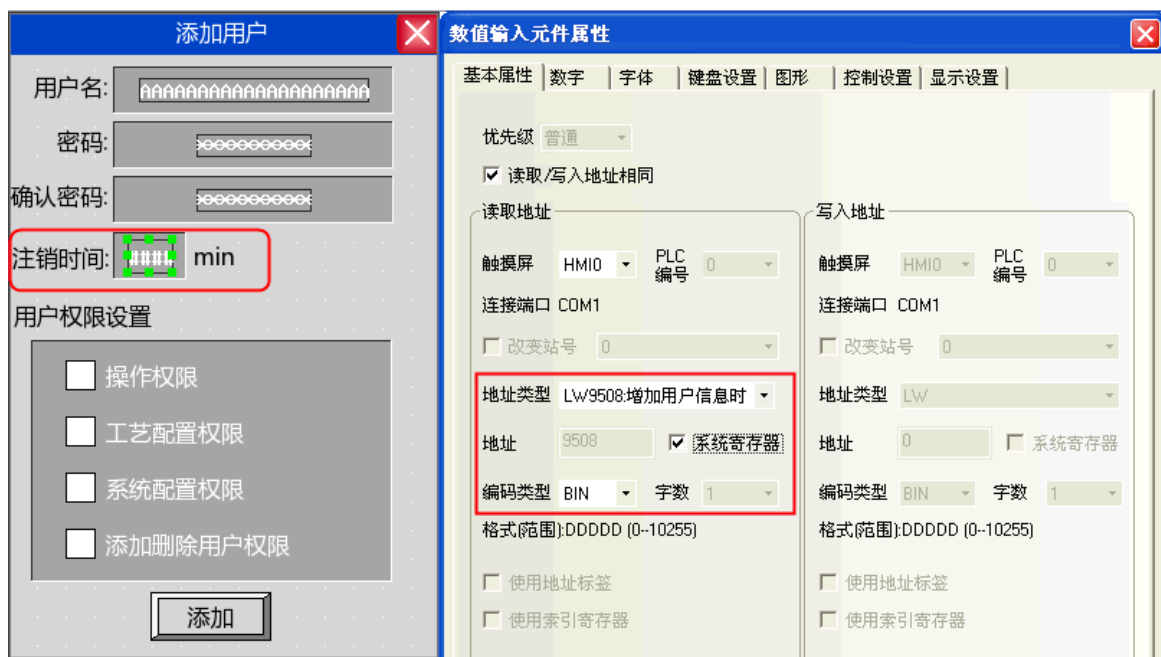 添加用户
用户名: AAAAAAAAAAAAAAAAAAAA
密码: xxxxxxxxxx
确认密码: xxxxxxxxxx
注销时间: #### min
用户权限设置
操作权限
工艺配置权限
系统配置权限
添加删除用户权限
添加
数值输入元件属性
基本属性 数字 字体 键盘设置 图形 控制设置 显示设置
优先级 普通
读取/写入地址相同
读取地址
触摸屏 HMI0 PLC编号 0
连接端口 COM1
改变站号 0
地址类型 LW9508:增加用户信息时
地址 9508 系统寄存器
编码类型 BIN 字数 1
格式(范围):DDDDD (0--10255)
使用地址标签
使用索引寄存器
写入地址
触摸屏 HMI0 PLC编号 0
连接端口 COM1
改变站号 0
地址类型 LW
地址 0 系统寄存器
编码类型 BIN 字数 1
格式(范围):DDDDD (0--10255)
使用地址标签
使用索引寄存器